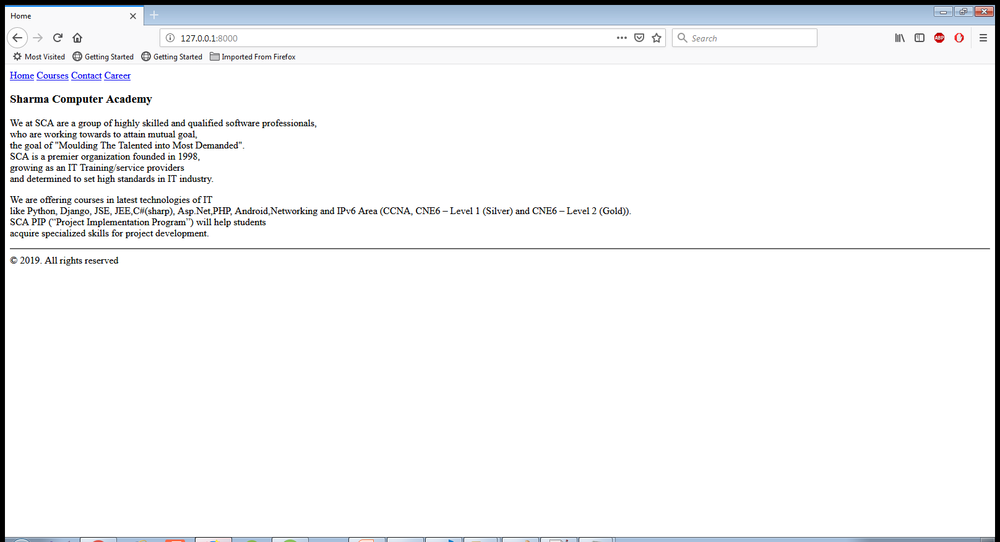 Home
127.0.0.1:8000
Search
ABP
Most Visited Getting Started Getting Started Imported From Firefox
Home Courses Contact Career
Sharma Computer Academy
We at SCA are a group of highly skilled and qualified software professionals,
who are working towards to attain mutual goal,
the goal of "Moulding The Talented into Most Demanded".
SCA is a premier organization founded in 1998,
growing as an IT Training/service providers
and determined to set high standards in IT industry.
We are offering courses in latest technologies of IT
like Python, Django, JSE, JEE,C#(sharp), Asp.Net,PHP, Android,Networking and IPv6 Area (CCNA, CNE6 – Level 1 (Silver) and CNE6 – Level 2 (Gold)).
SCA PIP (“Project Implementation Program”) will help students
acquire specialized skills for project development.
© 2019. All rights reserved